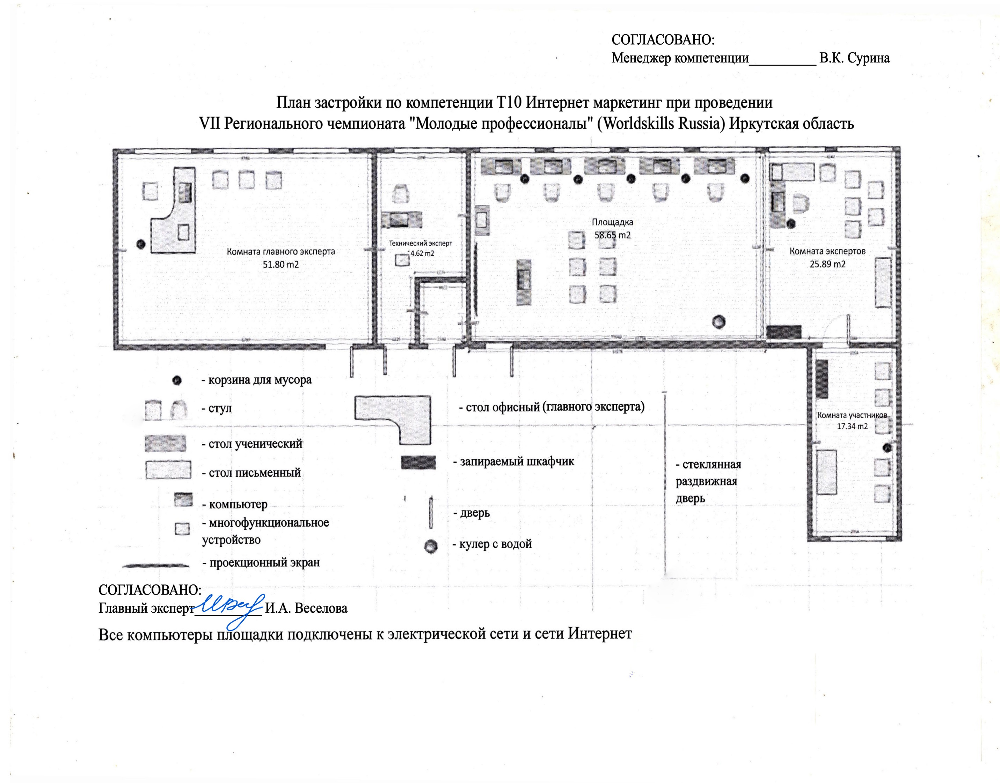 СОГЛАСОВАНО:
Менеджер компетенции__________ В.К. Сурина
План застройки по компетенции Т10 Интернет маркетинг при проведении
VII Регионального чемпионата "Молодые профессионалы" (Worldskills Russia) Иркутская область
Комната главного эксперта
51.80 m2
Технический эксперт
4.62 m2
Площадка
58.65 m2
Комната экспертов
25.89 m2
Комната участников
17.34 m2
- корзина для мусора
- стул
- стол ученический
- стол письменный
- компьютер
- многофункциональное
устройство
- проекционный экран
- стол офисный (главного эксперта)
- запираемый шкафчик
- дверь
- кулер с водой
- стеклянная
раздвижная
дверь
СОГЛАСОВАНО:
Главный эксперт__________ И.А. Веселова
Все компьютеры площадки подключены к электрической сети и сети Интернет